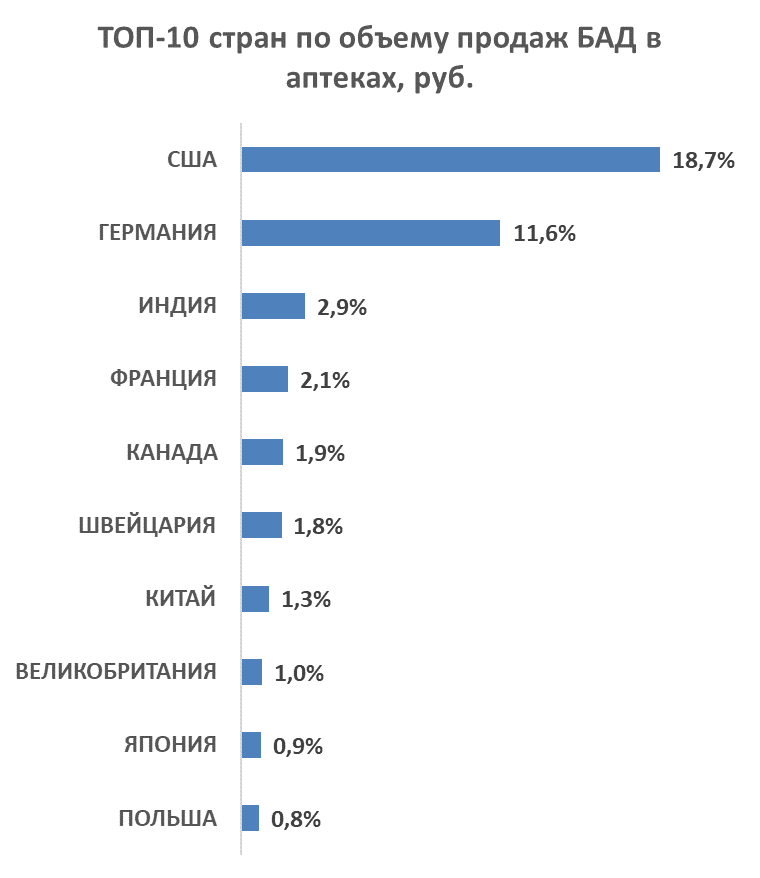 ТОП-10 стран по объему продаж БАД в
аптеках, руб.
США 18,7%
ГЕРМАНИЯ 11,6%
ИНДИЯ 2,9%
ФРАНЦИЯ 2,1%
КАНАДА 1,9%
ШВЕЙЦАРИЯ 1,8%
КИТАЙ 1,3%
ВЕЛИКОБРИТАНИЯ 1,0%
ЯПОНИЯ 0,9%
ПОЛЬША 0,8%